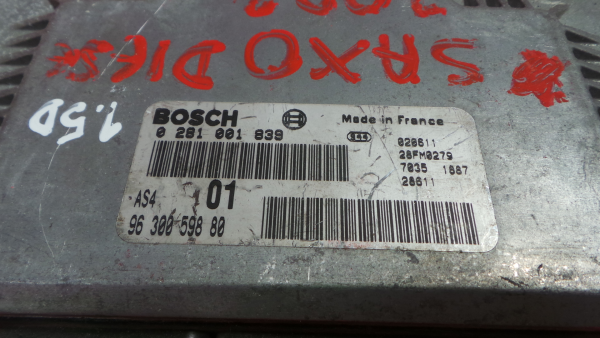 SAXO DIES
1.5D
BOSCH
0 281 001 839
Made in France
020611
28FM0279
7035 1887
28611
AS4 01
96 300 598 80